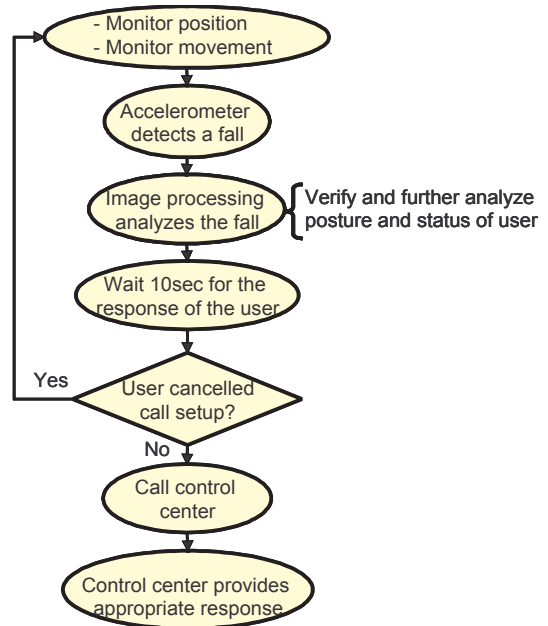 - Monitor position
- Monitor movement
Accelerometer
detects a fall
Image processing
analyzes the fall
Verify and further analyze
posture and status of user
Wait 10sec for the
response of the user
Yes
User cancelled
call setup?
No
Call control
center
Control center provides
appropriate response